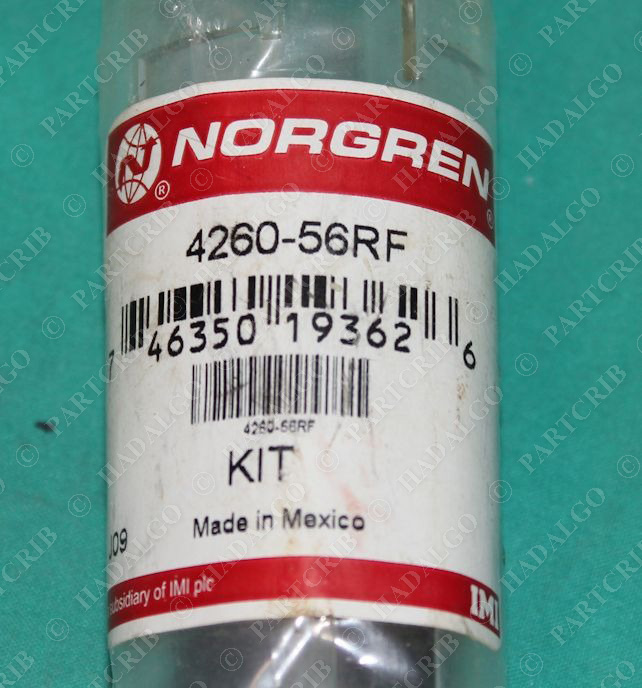 NORGREN®
®
4260-56RF
7 46350 19362 6
4260-56RF
KIT
Made in Mexico
J09
subsidiary of IMI plc
IMI
© PARTCRIB
© HADALGO